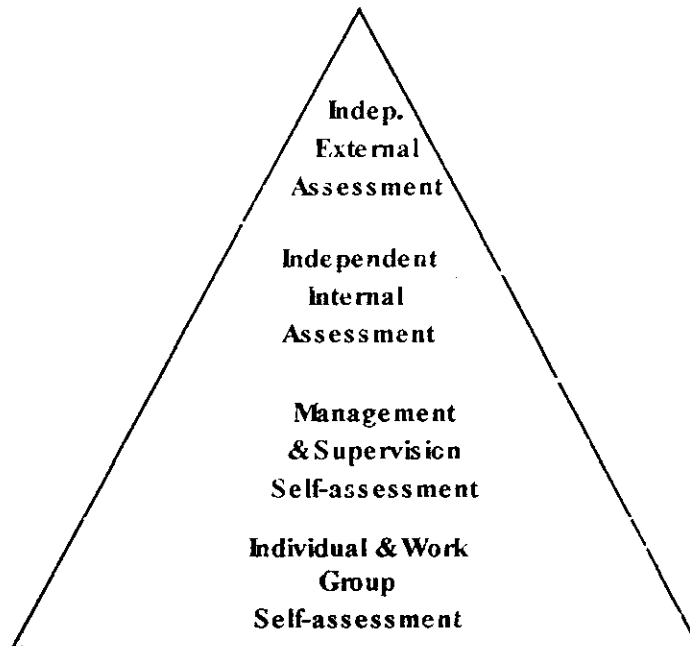 Indep.
External
Assessment
Independent
Internal
Assessment
Management
& Supervision
Self-assessment
Individual & Work
Group
Self-assessment